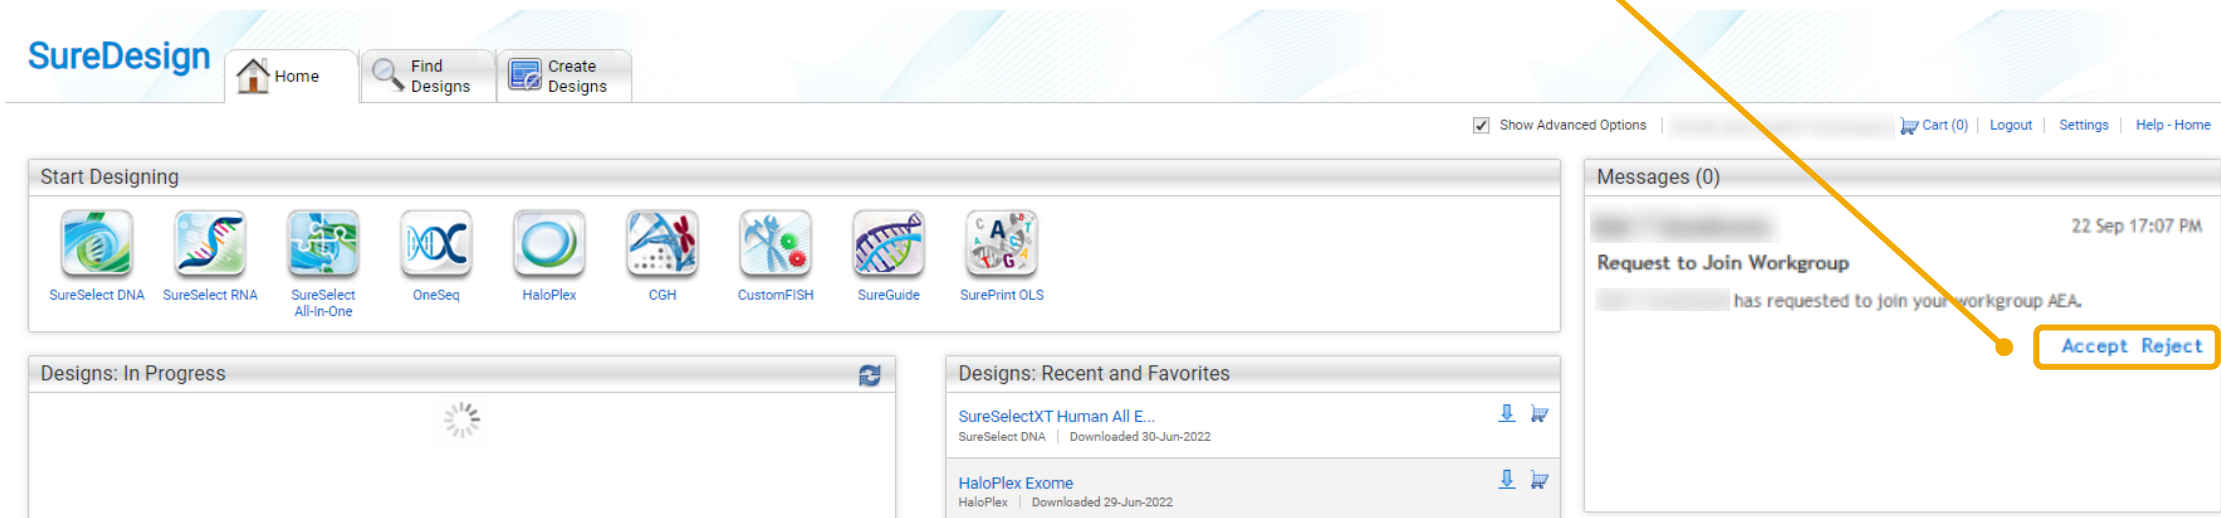 SureDesign
Home
Find
Designs
Create
Designs
Show Advanced Options
Cart (0)
Logout
Settings
Help - Home
Start Designing
SureSelect DNA
SureSelect RNA
SureSelect
All-In-One
OneSeq
HaloPlex
CGH
CustomFISH
SureGuide
SurePrint OLS
Messages (0)
22 Sep 17:07 PM
Request to Join Workgroup
has requested to join your workgroup AEA.
Accept Reject
Designs: In Progress
Designs: Recent and Favorites
SureSelectXT Human All E...
SureSelect DNA | Downloaded 30-Jun-2022
HaloPlex Exome
HaloPlex | Downloaded 29-Jun-2022